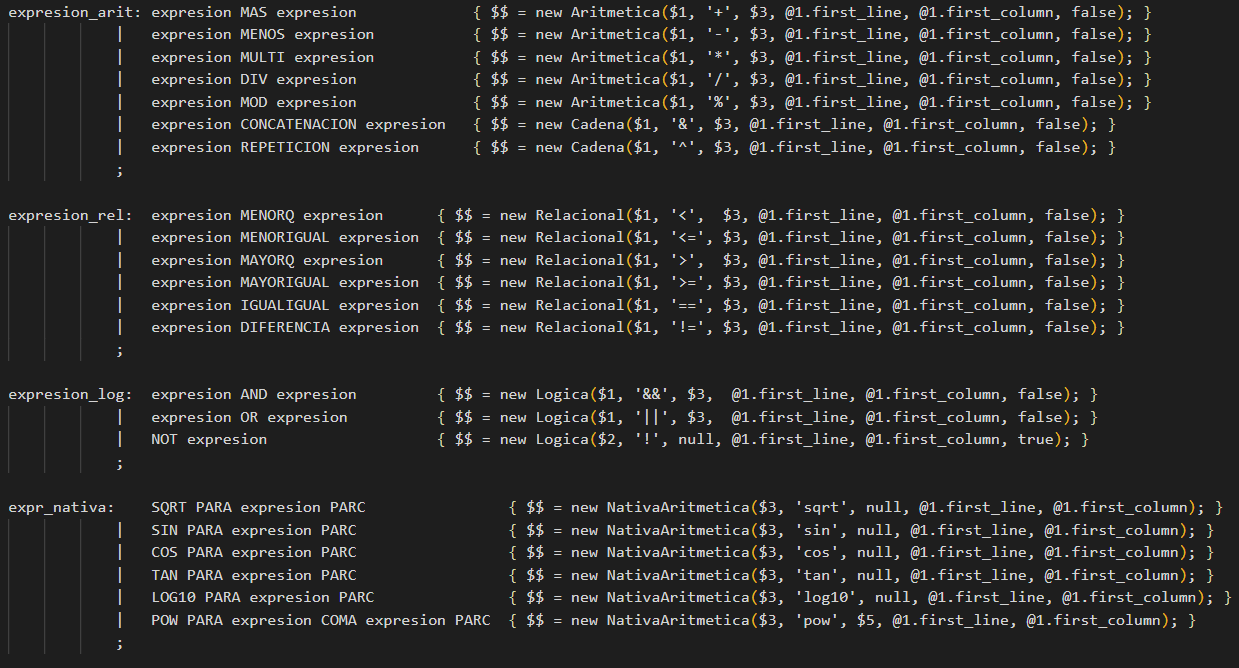 expresion_arit: expresion MAS expresion             { $$ = new Aritmetica($1, '+', $3, @1.first_line, @1.first_column, false); }
            |   expresion MENOS expresion           { $$ = new Aritmetica($1, '-', $3, @1.first_line, @1.first_column, false); }
            |   expresion MULTI expresion           { $$ = new Aritmetica($1, '*', $3, @1.first_line, @1.first_column, false); }
            |   expresion DIV expresion             { $$ = new Aritmetica($1, '/', $3, @1.first_line, @1.first_column, false); }
            |   expresion MOD expresion             { $$ = new Aritmetica($1, '%', $3, @1.first_line, @1.first_column, false); }
            |   expresion CONCATENACION expresion   { $$ = new Cadena($1, '&', $3, @1.first_line, @1.first_column, false); }
            |   expresion REPETICION expresion      { $$ = new Cadena($1, '^', $3, @1.first_line, @1.first_column, false); }
            ;
expresion_rel:  expresion MENORQ expresion      { $$ = new Relacional($1, '<',  $3, @1.first_line, @1.first_column, false); }
            |   expresion MENORIGUAL expresion  { $$ = new Relacional($1, '<=', $3, @1.first_line, @1.first_column, false); }
            |   expresion MAYORQ expresion      { $$ = new Relacional($1, '>',  $3, @1.first_line, @1.first_column, false); }
            |   expresion MAYORIGUAL expresion  { $$ = new Relacional($1, '>=', $3, @1.first_line, @1.first_column, false); }
            |   expresion IGUALIGUAL expresion  { $$ = new Relacional($1, '==', $3, @1.first_line, @1.first_column, false); }
            |   expresion DIFERENCIA expresion  { $$ = new Relacional($1, '!=', $3, @1.first_line, @1.first_column, false); }
            ;
expresion_log:  expresion AND expresion         { $$ = new Logica($1, '&&', $3,  @1.first_line, @1.first_column, false); }
            |   expresion OR expresion          { $$ = new Logica($1, '||', $3,  @1.first_line, @1.first_column, false); }
            |   NOT expresion                   { $$ = new Logica($2, '!', null, @1.first_line, @1.first_column, true); }
            ;
expr_nativa:    SQRT PARA expresion PARC                { $$ = new NativaAritmetica($3, 'sqrt', null, @1.first_line, @1.first_column); }
            |   SIN PARA expresion PARC                 { $$ = new NativaAritmetica($3, 'sin', null, @1.first_line, @1.first_column); }
            |   COS PARA expresion PARC                 { $$ = new NativaAritmetica($3, 'cos', null, @1.first_line, @1.first_column); }
            |   TAN PARA expresion PARC                 { $$ = new NativaAritmetica($3, 'tan', null, @1.first_line, @1.first_column); }
            |   LOG10 PARA expresion PARC               { $$ = new NativaAritmetica($3, 'log10', null, @1.first_line, @1.first_column); }
            |   POW PARA expresion COMA expresion PARC  { $$ = new NativaAritmetica($3, 'pow', $5, @1.first_line, @1.first_column); }
            ;